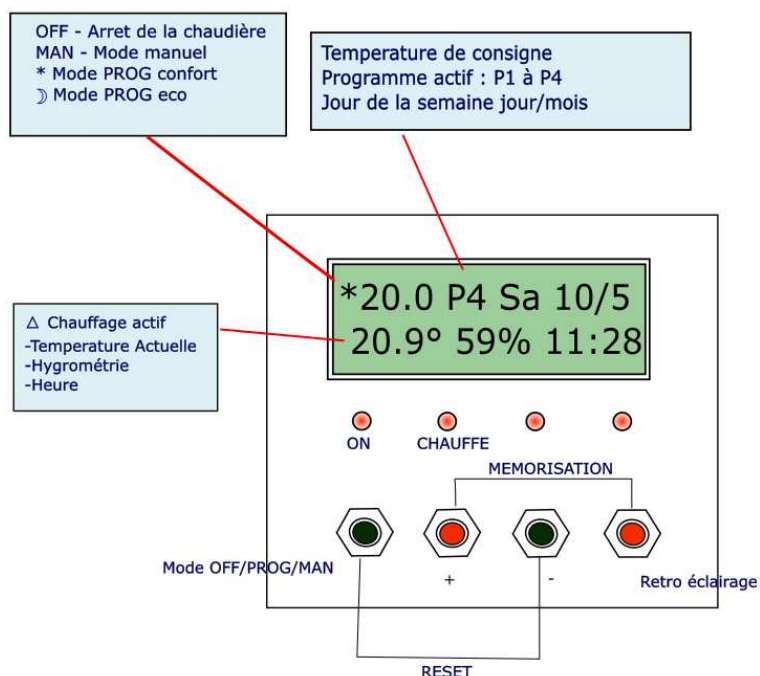 OFF - Arret de la chaudière
MAN - Mode manuel
* Mode PROG confort
☽ Mode PROG eco
Temperature de consigne
Programme actif : P1 à P4
Jour de la semaine jour/mois
*20.0 P4 Sa 10/5
20.9° 59% 11:28
△ Chauffage actif
-Temperature Actuelle
-Hygrométrie
-Heure
ON
CHAUFFE
MEMORISATION
Mode OFF/PROG/MAN
+
-
Retro éclairage
RESET